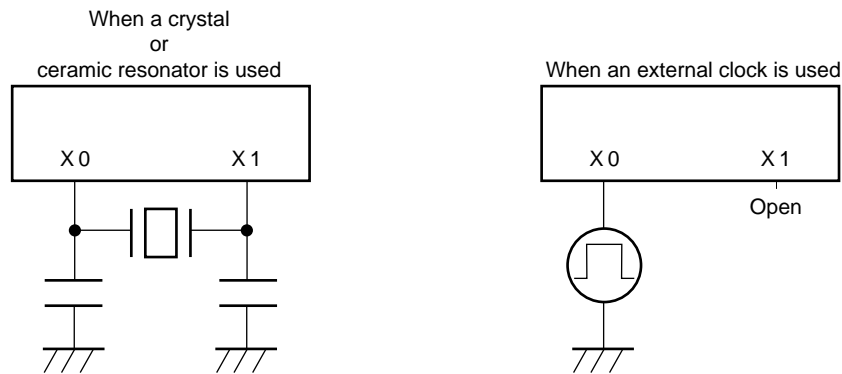 When a crystal
or
ceramic resonator is used
X 0 X 1
When an external clock is used
X 0 X 1
Open